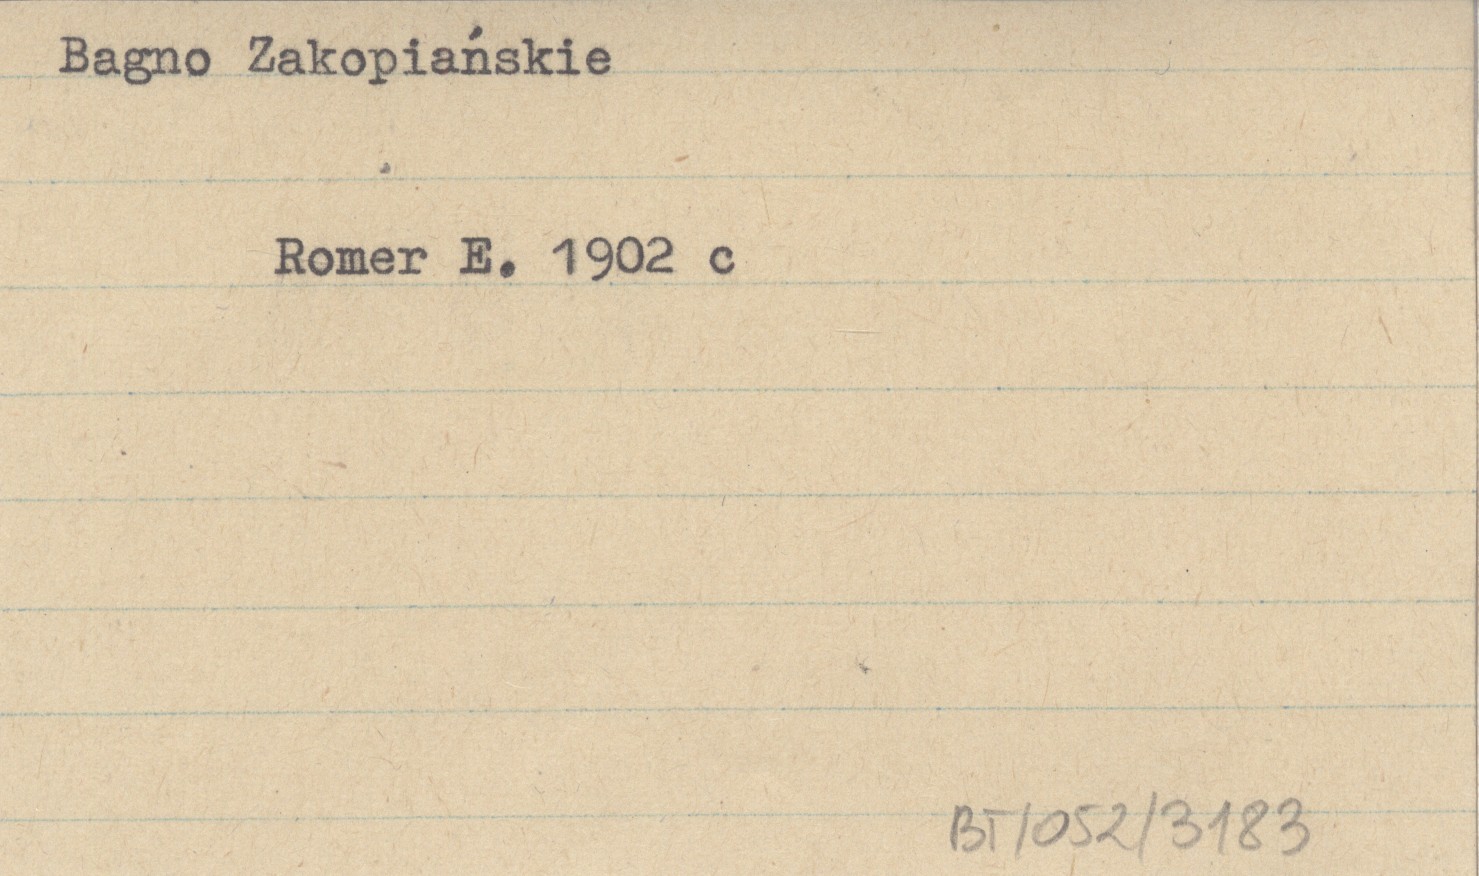 Bagno Zakopiańskie
Romer E. 1902 c
BT/052/3183